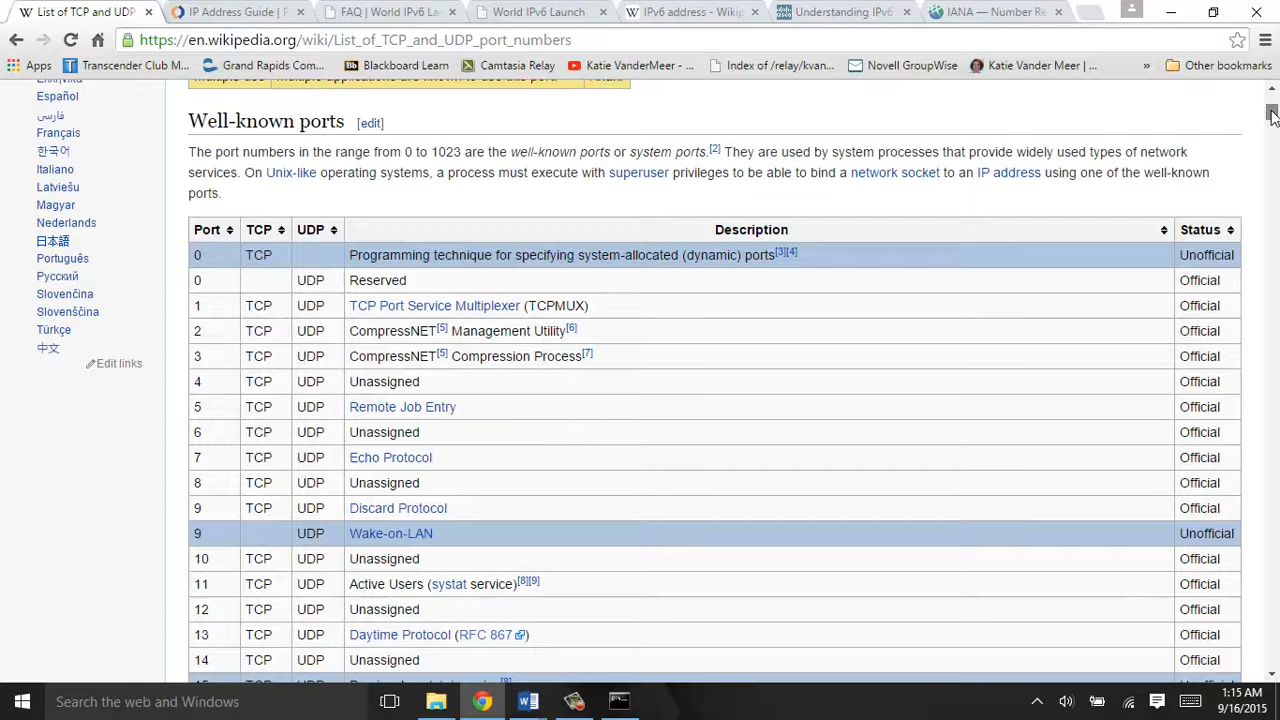 List of TCP and UDP
IP Address Guide | P
FAQ | World IPv6 La
World IPv6 Launch
IPv6 address - Wikip
Understanding IPv6
IANA — Number Re
https://en.wikipedia.org/wiki/List_of_TCP_and_UDP_port_numbers
Apps
Transcender Club M...
Grand Rapids Com...
Blackboard Learn
Camtasia Relay
Katie VanderMeer - ...
Index of /relay/kvan...
Novell GroupWise
Katie Vander Meer | ...
»
Other bookmarks
Español
فارسی
Français
한국어
Italiano
Latviešu
Magyar
Nederlands
日本語
Português
Русский
Slovenčina
Slovenščina
Türkçe
中文
Edit links
Well-known ports [edit]
The port numbers in the range from 0 to 1023 are the well-known ports or system ports.[2] They are used by system processes that provide widely used types of network
services. On Unix-like operating systems, a process must execute with superuser privileges to be able to bind a network socket to an IP address using one of the well-known
ports.
Port TCP UDP Description Status
0 TCP Programming technique for specifying system-allocated (dynamic) ports[3][4] Unofficial
0 UDP Reserved Official
1 TCP UDP TCP Port Service Multiplexer (TCPMUX) Official
2 TCP UDP CompressNET[5] Management Utility[6] Official
3 TCP UDP CompressNET[5] Compression Process[7] Official
4 TCP UDP Unassigned Official
5 TCP UDP Remote Job Entry Official
6 TCP UDP Unassigned Official
7 TCP UDP Echo Protocol Official
8 TCP UDP Unassigned Official
9 TCP UDP Discard Protocol Official
9 UDP Wake-on-LAN Unofficial
10 TCP UDP Unassigned Official
11 TCP UDP Active Users (systat service)[8][9] Official
12 TCP UDP Unassigned Official
13 TCP UDP Daytime Protocol (RFC 867) Official
14 TCP UDP Unassigned Official
Search the web and Windows
1:15 AM
9/16/2015